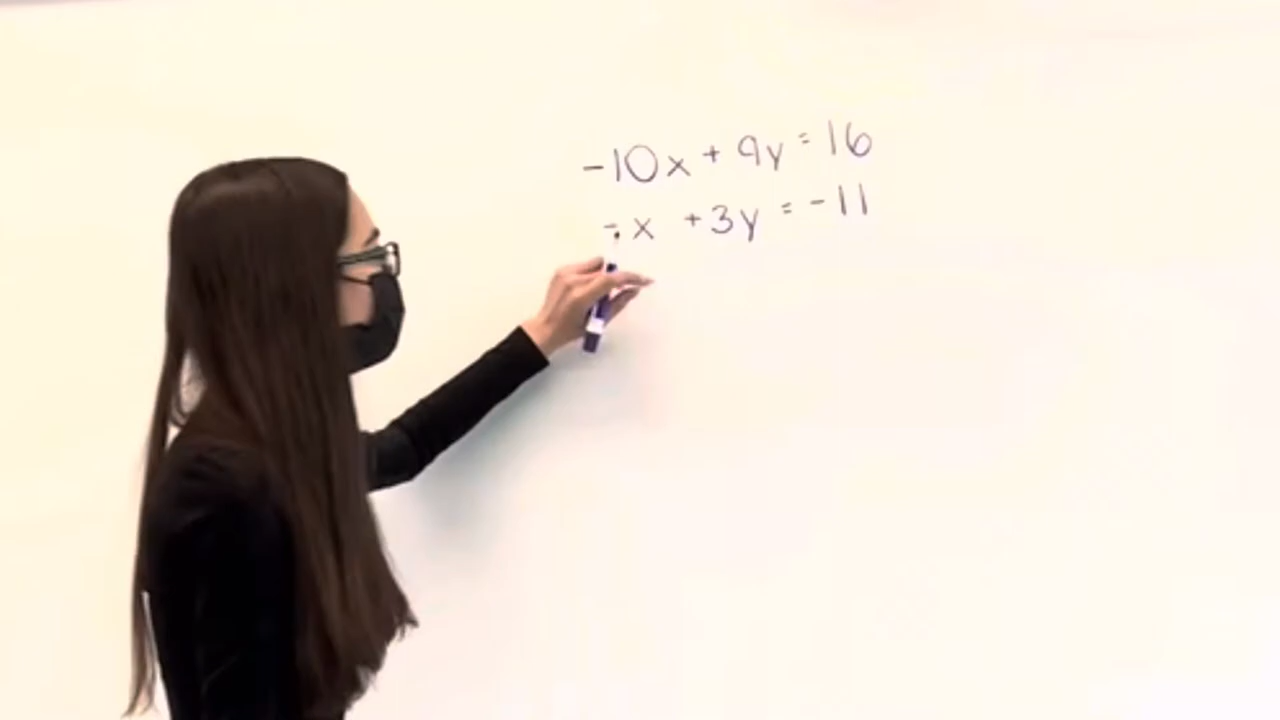 -10x + 9y = 16
-x +3y = -11